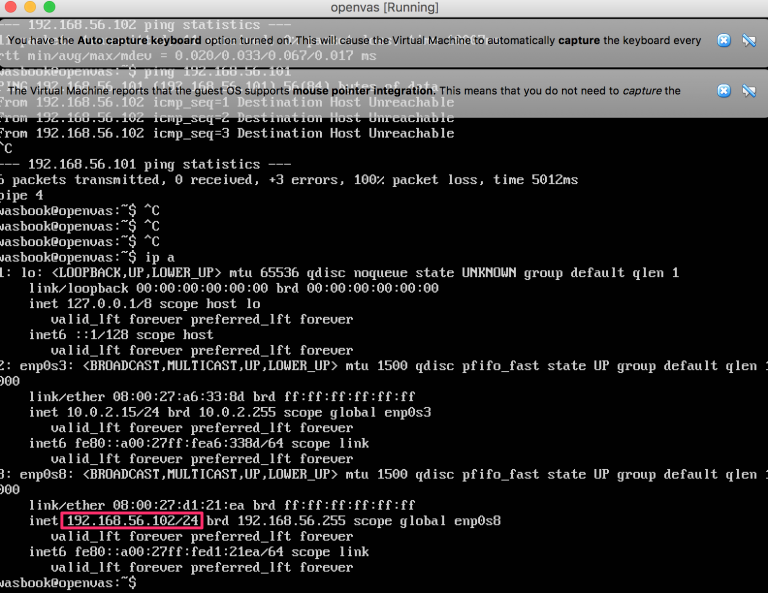 openvas [Running]
--- 192.168.56.102 ping statistics ---
You have the Auto capture keyboard option turned on. This will cause the Virtual Machine to automatically capture the keyboard every
rtt min/avg/max/mdev = 0.020/0.033/0.067/0.017 ms
wasbook@openvas:~$ ping 192.168.56.101
The Virtual Machine reports that the guest OS supports mouse pointer integration. This means that you do not need to capture the
From 192.168.56.102 icmp_seq=1 Destination Host Unreachable
From 192.168.56.102 icmp_seq=2 Destination Host Unreachable
From 192.168.56.102 icmp_seq=3 Destination Host Unreachable
^C
--- 192.168.56.101 ping statistics ---
6 packets transmitted, 0 received, +3 errors, 100% packet loss, time 5012ms
pipe 4
wasbook@openvas:~$ ^C
wasbook@openvas:~$ ^C
wasbook@openvas:~$ ^C
wasbook@openvas:~$ ip a
1: lo: <LOOPBACK,UP,LOWER_UP> mtu 65536 qdisc noqueue state UNKNOWN group default qlen 1
link/loopback 00:00:00:00:00:00 brd 00:00:00:00:00:00
inet 127.0.0.1/8 scope host lo
valid_lft forever preferred_lft forever
inet6 ::1/128 scope host
valid_lft forever preferred_lft forever
2: enp0s3: <BROADCAST,MULTICAST,UP,LOWER_UP> mtu 1500 qdisc pfifo_fast state UP group default qlen 1
000
link/ether 08:00:27:a6:33:8d brd ff:ff:ff:ff:ff:ff
inet 10.0.2.15/24 brd 10.0.2.255 scope global enp0s3
valid_lft forever preferred_lft forever
inet6 fe80::a00:27ff:fea6:338d/64 scope link
valid_lft forever preferred_lft forever
3: enp0s8: <BROADCAST,MULTICAST,UP,LOWER_UP> mtu 1500 qdisc pfifo_fast state UP group default qlen 1
000
link/ether 08:00:27:d1:21:ea brd ff:ff:ff:ff:ff:ff
inet 192.168.56.102/24 brd 192.168.56.255 scope global enp0s8
valid_lft forever preferred_lft forever
inet6 fe80::a00:27ff:fed1:21ea/64 scope link
valid_lft forever preferred_lft forever
wasbook@openvas:~$